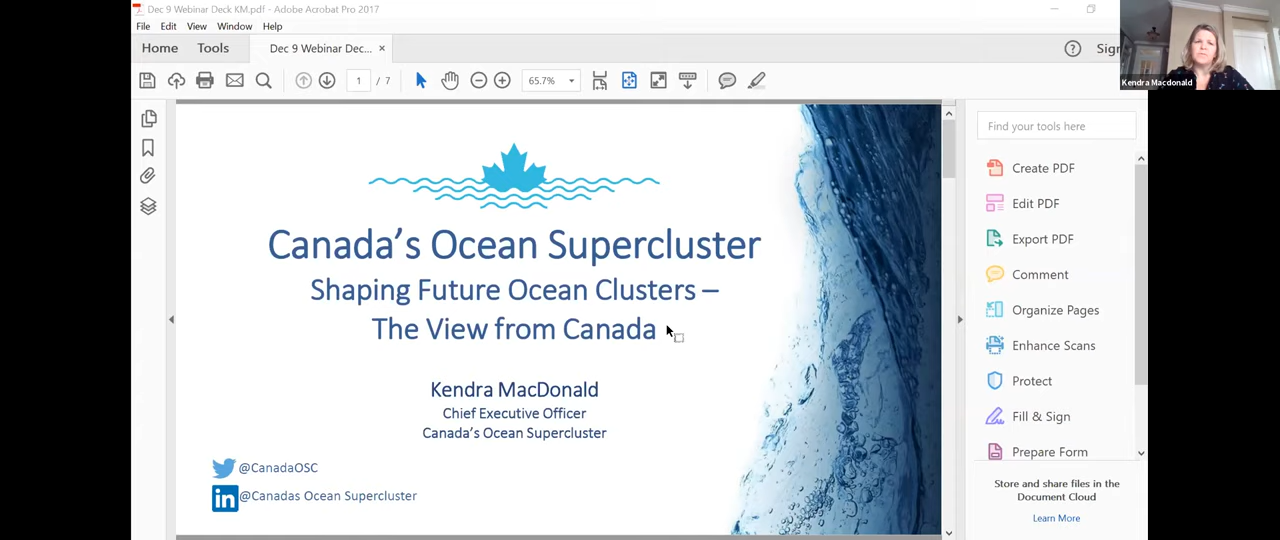 Dec 9 Webinar Deck KM.pdf - Adobe Acrobat Pro 2017
File Edit View Window Help
Home Tools Dec 9 Webinar Dec... × ? Sign
1 / 7 65.7%
Kendra Macdonald
Canada's Ocean Supercluster
Shaping Future Ocean Clusters –
The View from Canada
Kendra MacDonald
Chief Executive Officer
Canada's Ocean Supercluster
@CanadaOSC
in @Canadas Ocean Supercluster
Find your tools here
Create PDF
Edit PDF
Export PDF
Comment
Organize Pages
Enhance Scans
Protect
Fill & Sign
Prepare Form
Store and share files in the
Document Cloud
Learn More